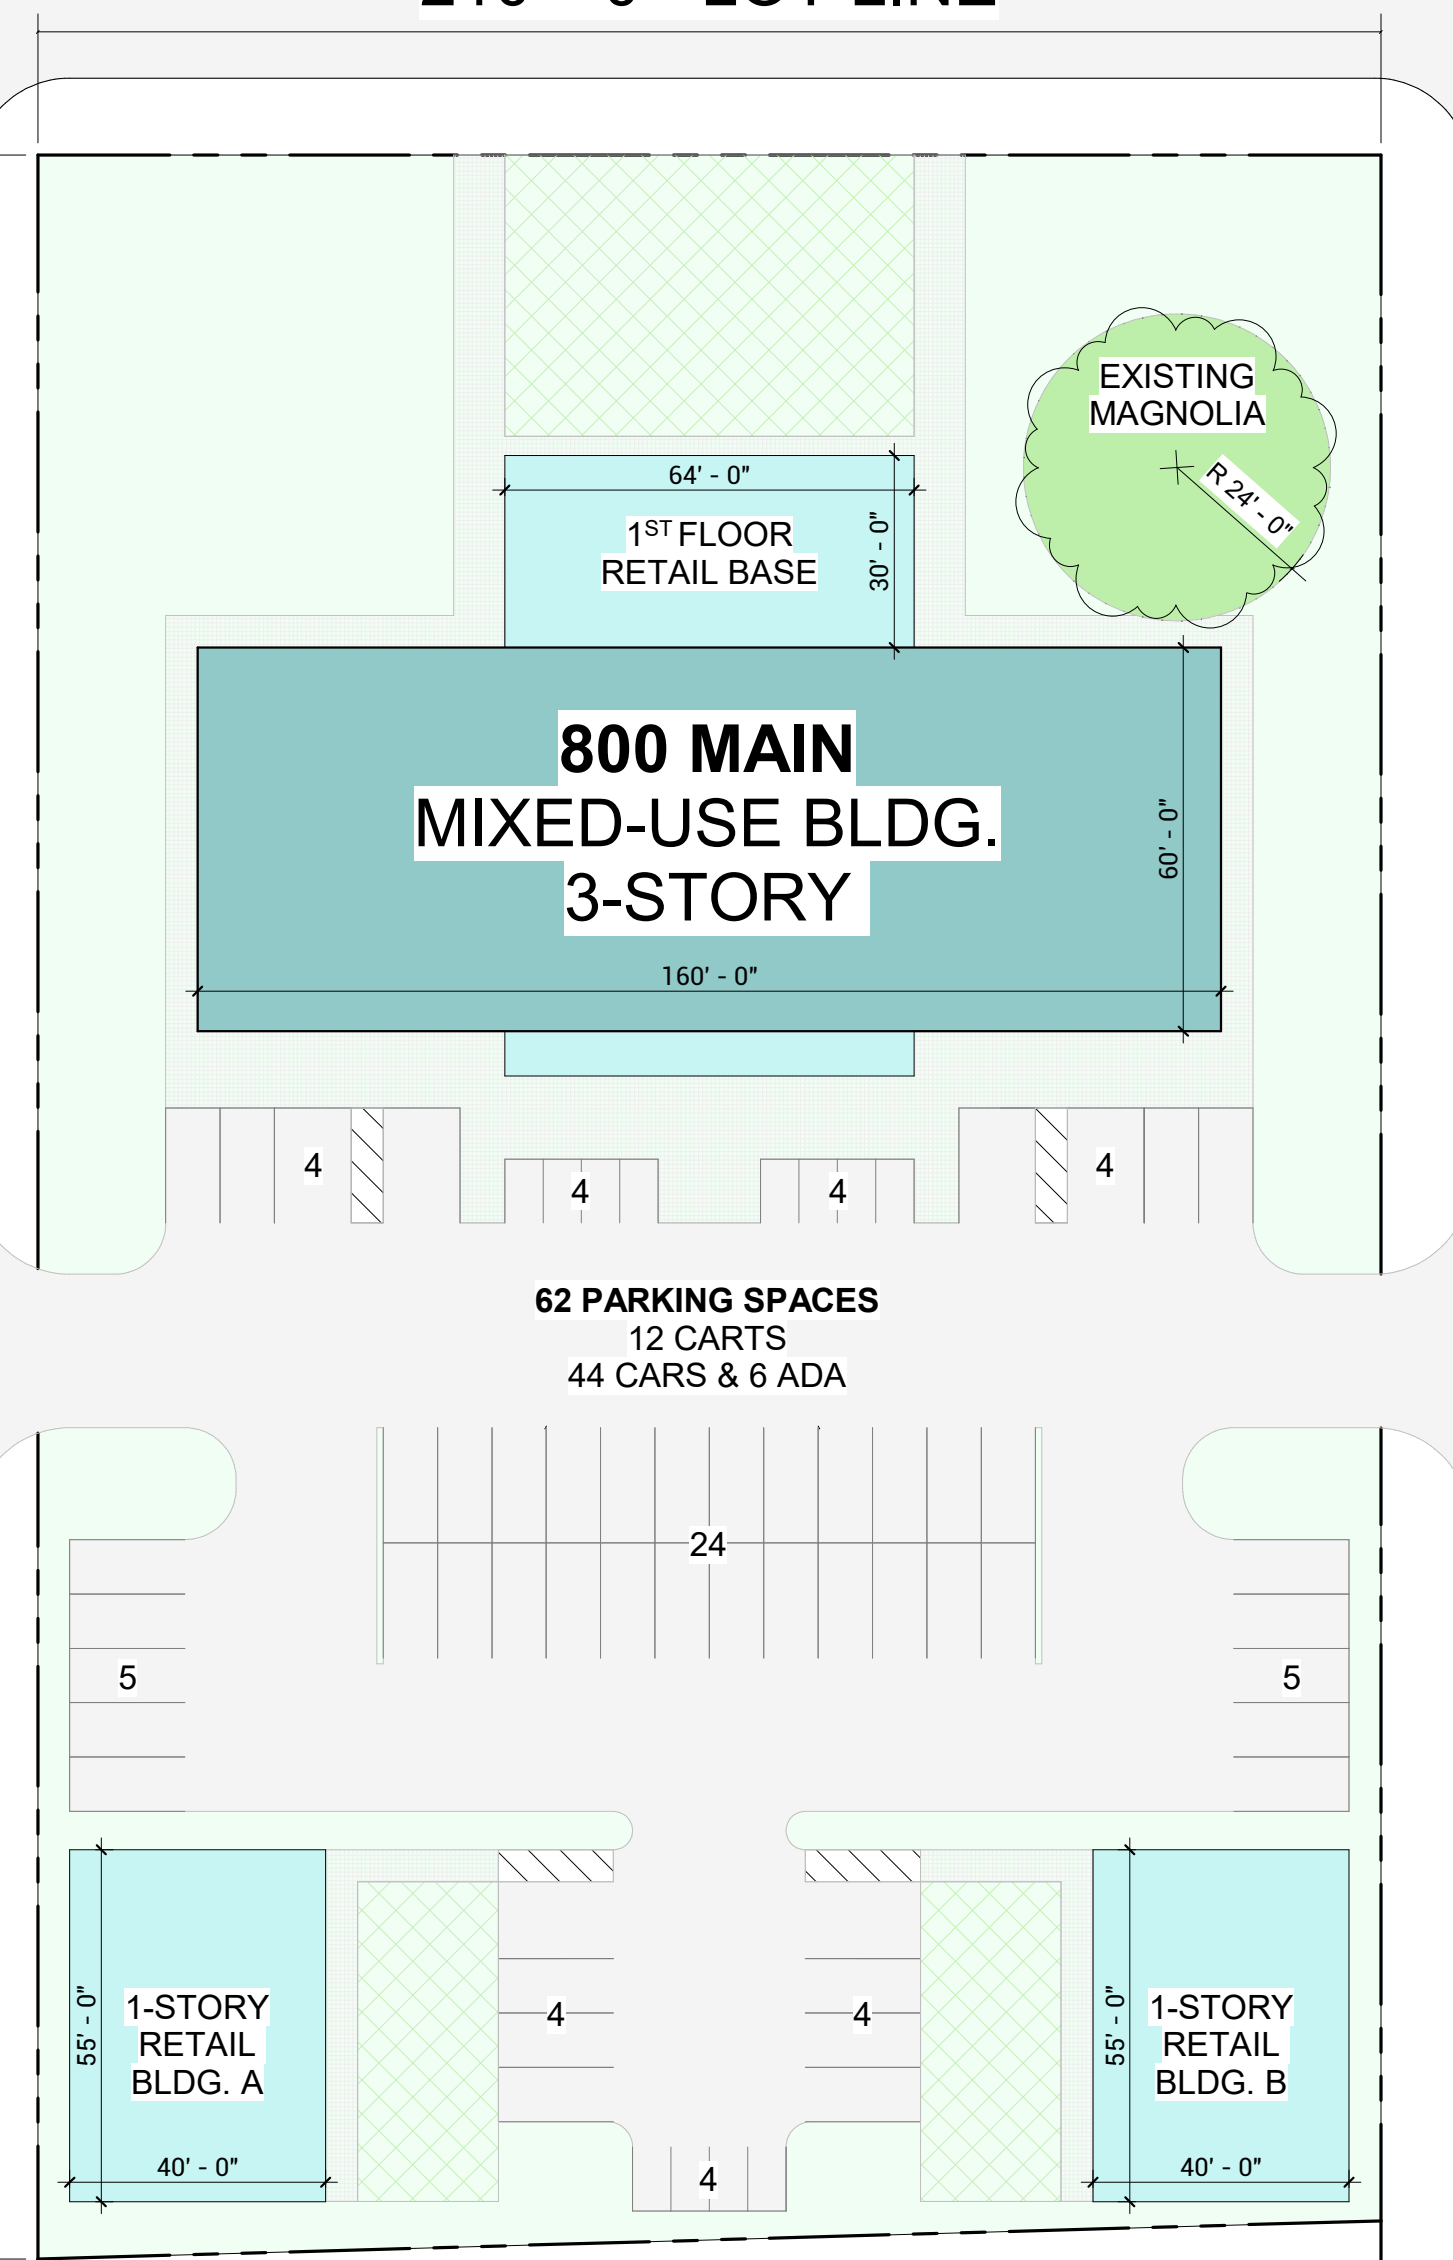 LOT LINE
EXISTING
MAGNOLIA
R 24' - 0"
64' - 0"
30' - 0"
1ST FLOOR
RETAIL BASE
800 MAIN
MIXED-USE BLDG.
3-STORY
60' - 0"
160' - 0"
4
4
4
4
62 PARKING SPACES
12 CARTS
44 CARS & 6 ADA
24
5
5
55' - 0"
1-STORY
RETAIL
BLDG. A
40' - 0"
4
4
4
55' - 0"
1-STORY
RETAIL
BLDG. B
40' - 0"